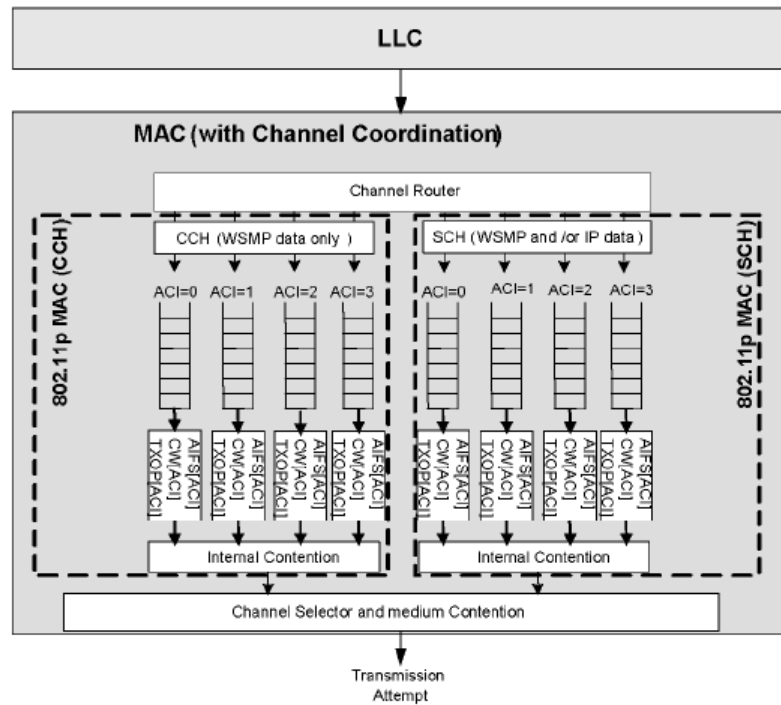 LLC
MAC (with Channel Coordination)
Channel Router
802.11p MAC (CCH)
CCH (WSMP data only )
ACI=0 ACI=1 ACI=2 ACI=3
AIFS[ACI]
CW[ACI]
TXOP[ACI]
AIFS[ACI]
CW[ACI]
TXOP[ACI]
AIFS[ACI]
CW[ACI]
TXOP[ACI]
AIFS[ACI]
CW[ACI]
TXOP[ACI]
Internal Contention
SCH (WSMP and /or IP data )
802.11p MAC (SCH)
ACI=0 ACI=1 ACI=2 ACI=3
AIFS[ACI]
CW[ACI]
TXOP[ACI]
AIFS[ACI]
CW[ACI]
TXOP[ACI]
AIFS[ACI]
CW[ACI]
TXOP[ACI]
AIFS[ACI]
CW[ACI]
TXOP[ACI]
Internal Contention
Channel Selector and medium Contention
Transmission
Attempt